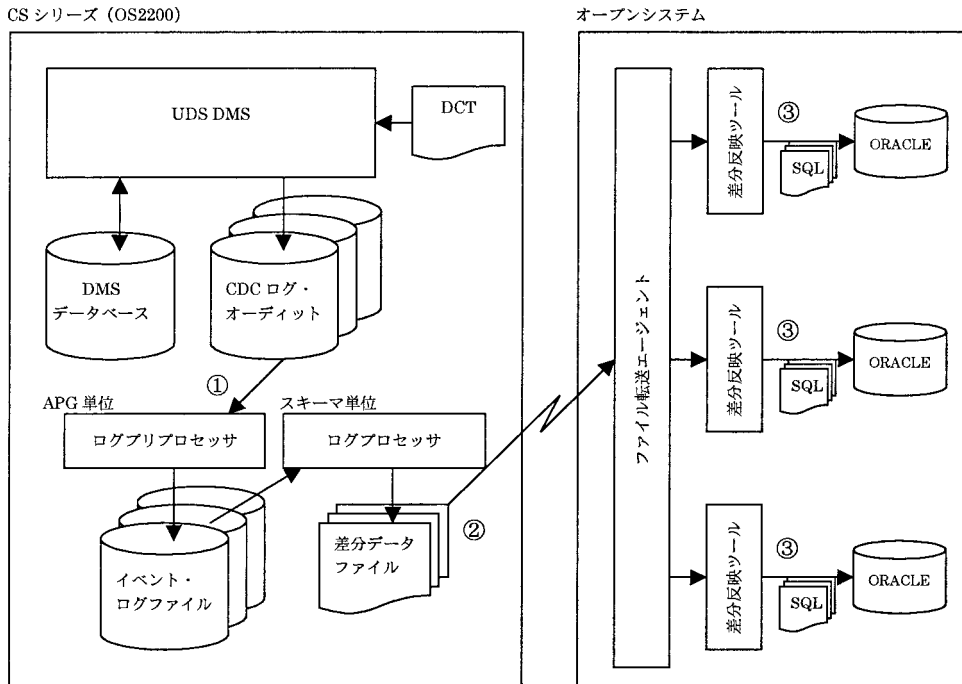 CS シリーズ（OS2200）
オープンシステム
UDS DMS
DCT
DMS
データベース
CDC ログ・
オーディット
①
APG 単位
スキーマ単位
ログプリプロセッサ
ログプロセッサ
イベント・
ログファイル
差分データ
ファイル
②
ファイル転送エージェント
差分反映ツール
③
SQL
ORACLE
差分反映ツール
③
SQL
ORACLE
差分反映ツール
③
SQL
ORACLE